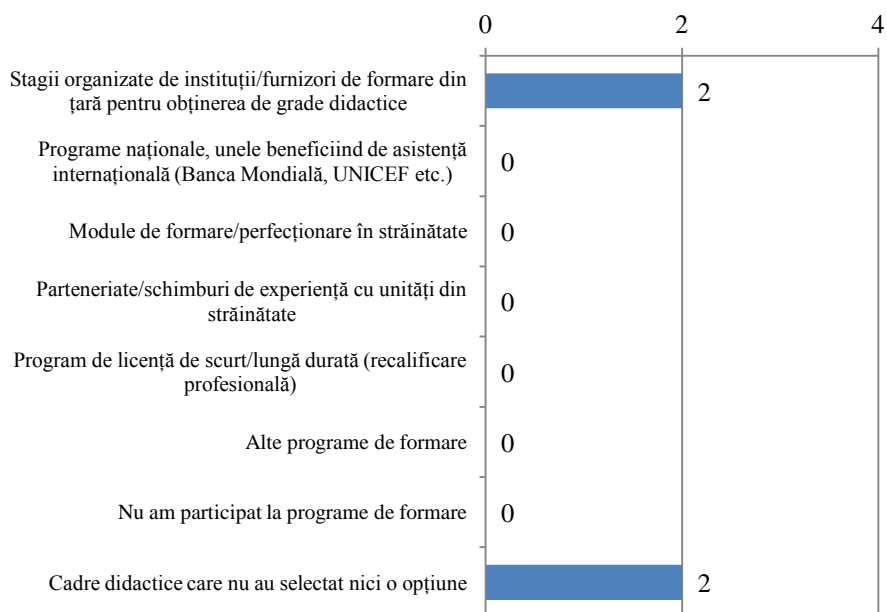 0 2 4
Stagii organizate de instituții/furnizori de formare din
țară pentru obținerea de grade didactice
2
Programe naționale, unele beneficiind de asistență
internațională (Banca Mondială, UNICEF etc.)
0
Module de formare/perfecționare în străinătate
0
Parteneriate/schimburi de experiență cu unități din
străinătate
0
Program de licență de scurt/lungă durată (recalificare
profesională)
0
Alte programe de formare
0
Nu am participat la programe de formare
0
Cadre didactice care nu au selectat nici o opțiune
2